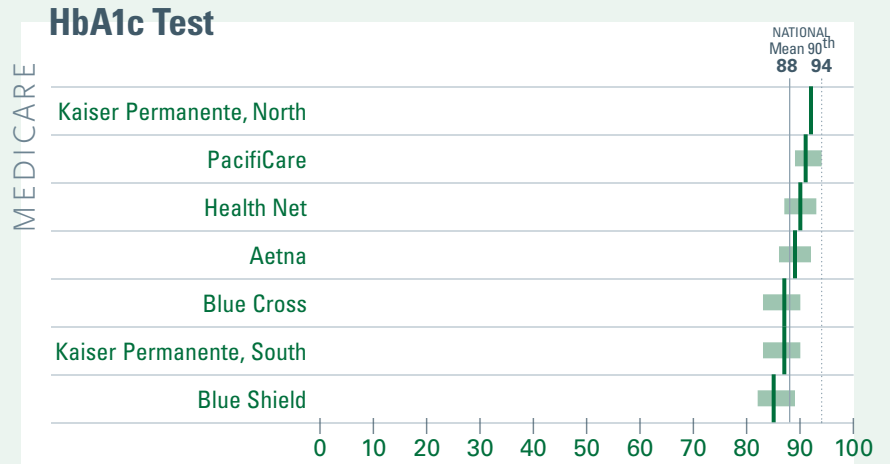 HbA1c Test
NATIONAL
Mean 90th
88 94
MEDICARE
Kaiser Permanente, North
PacifiCare
Health Net
Aetna
Blue Cross
Kaiser Permanente, South
Blue Shield
0 10 20 30 40 50 60 70 80 90 100